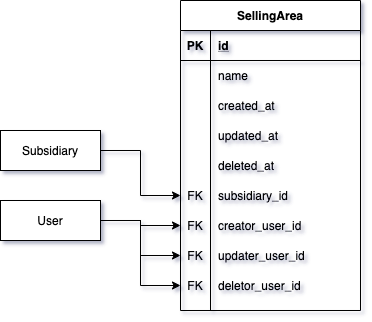 SellingArea
PK id
name
created_at
updated_at
deleted_at
Subsidiary
FK subsidiary_id
User
FK creator_user_id
FK updater_user_id
FK deletor_user_id